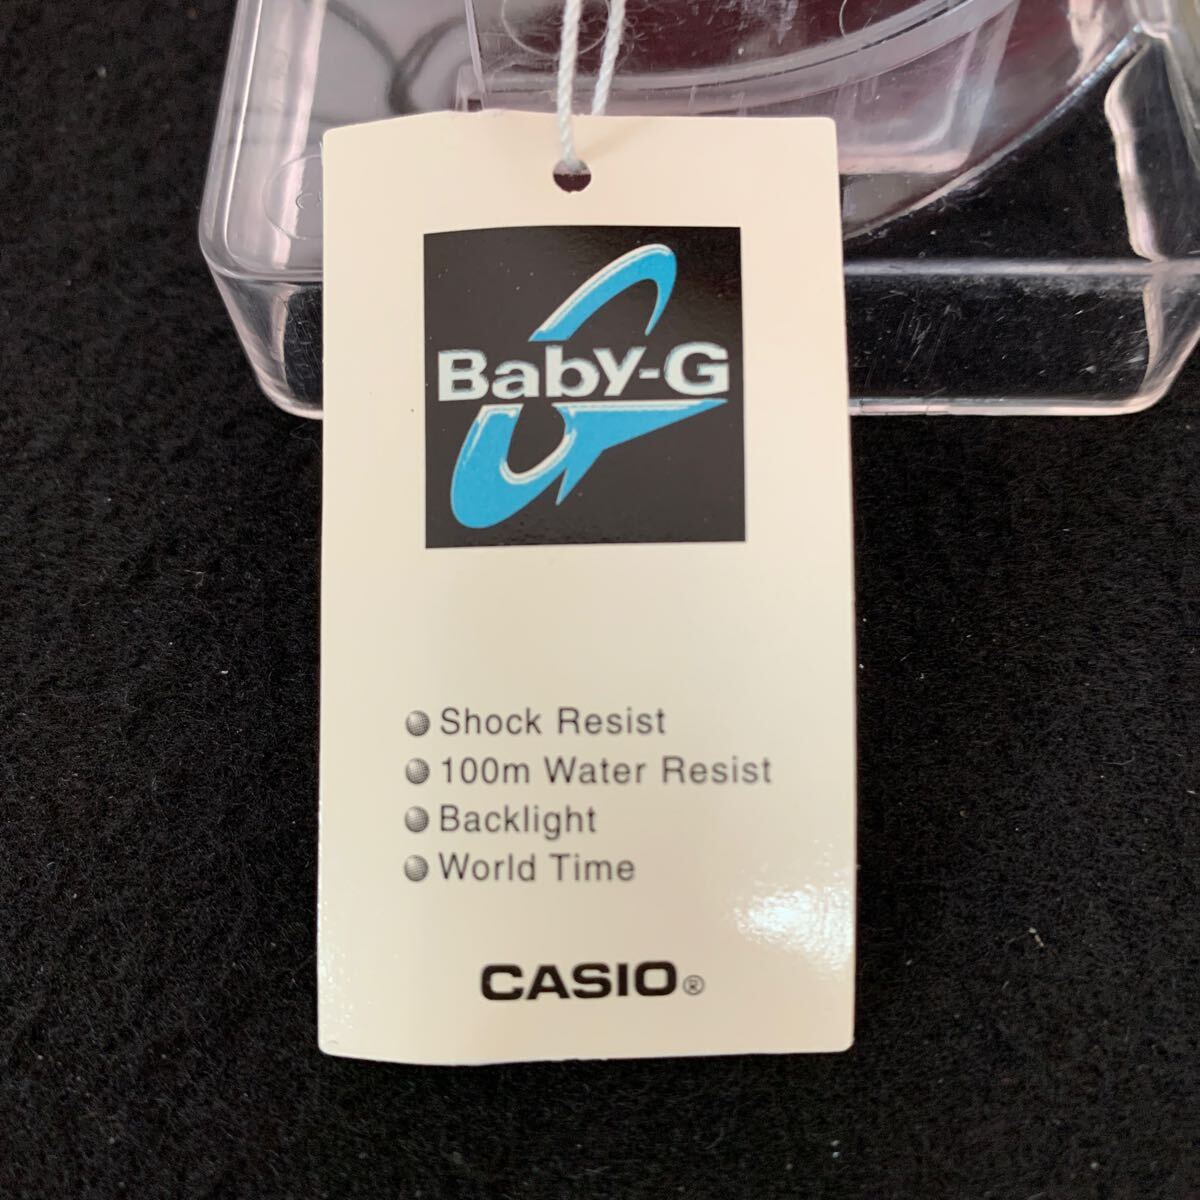 Baby-G
Shock Resist
100m Water Resist
Backlight
World Time
CASIO®